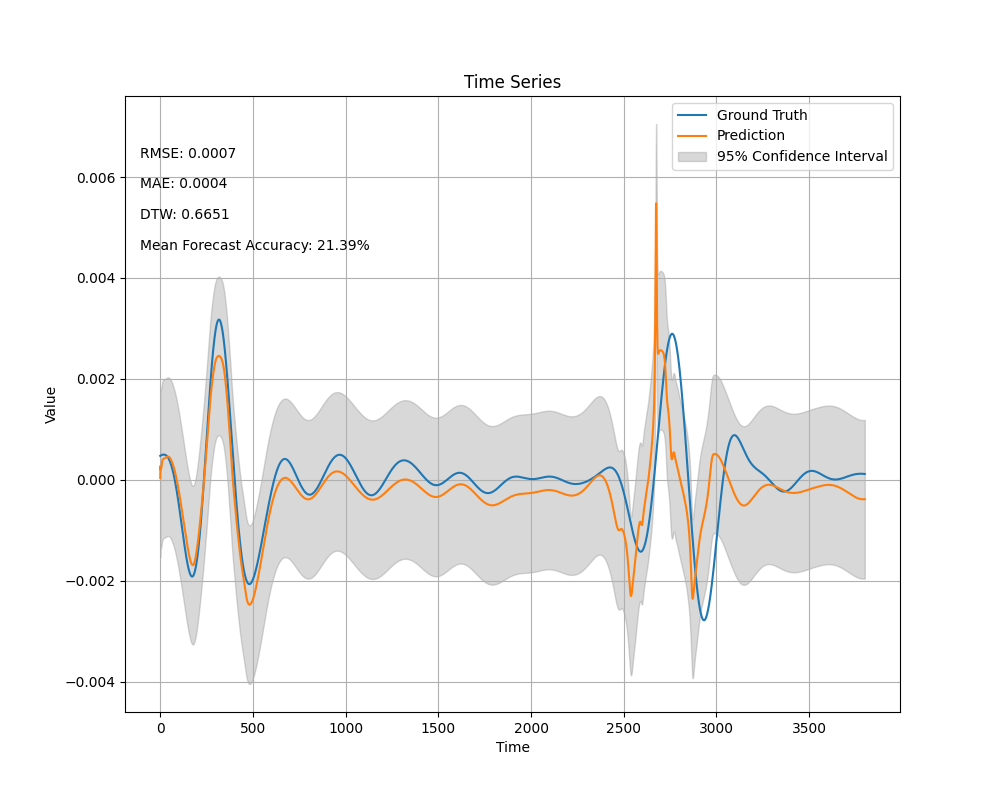 Time Series
Ground Truth
Prediction
95% Confidence Interval
RMSE: 0.0007
MAE: 0.0004
DTW: 0.6651
Mean Forecast Accuracy: 21.39%
Value
0.006
0.004
0.002
0.000
−0.002
−0.004
0 500 1000 1500 2000 2500 3000 3500
Time